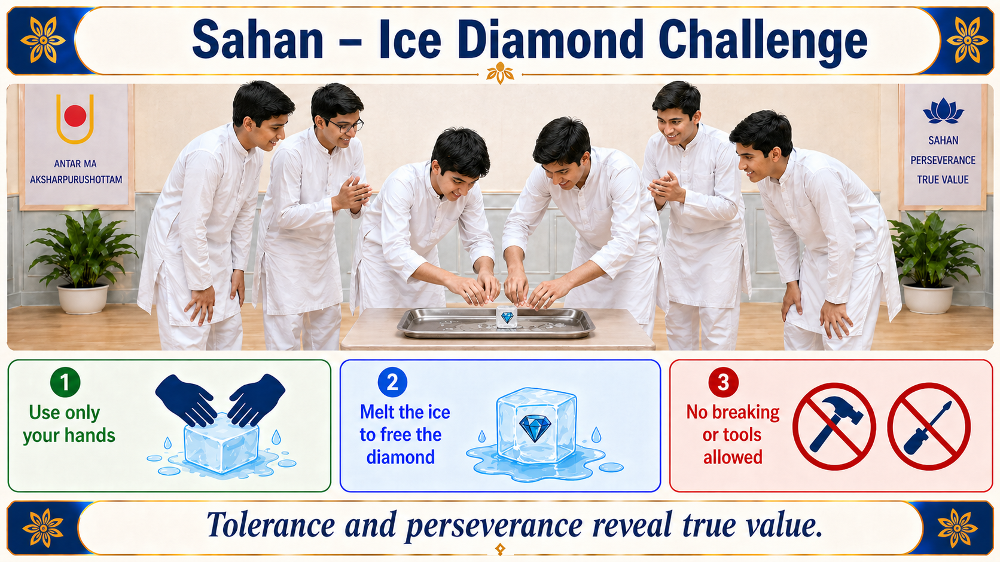 Sahan – Ice Diamond Challenge
ANTAR MA
AKSHARPURUSHOTTAM
SAHAN
PERSEVERANCE
TRUE VALUE
1
Use only
your hands
2
Melt the ice
to free the
diamond
3
No breaking
or tools
allowed
Tolerance and perseverance reveal true value.